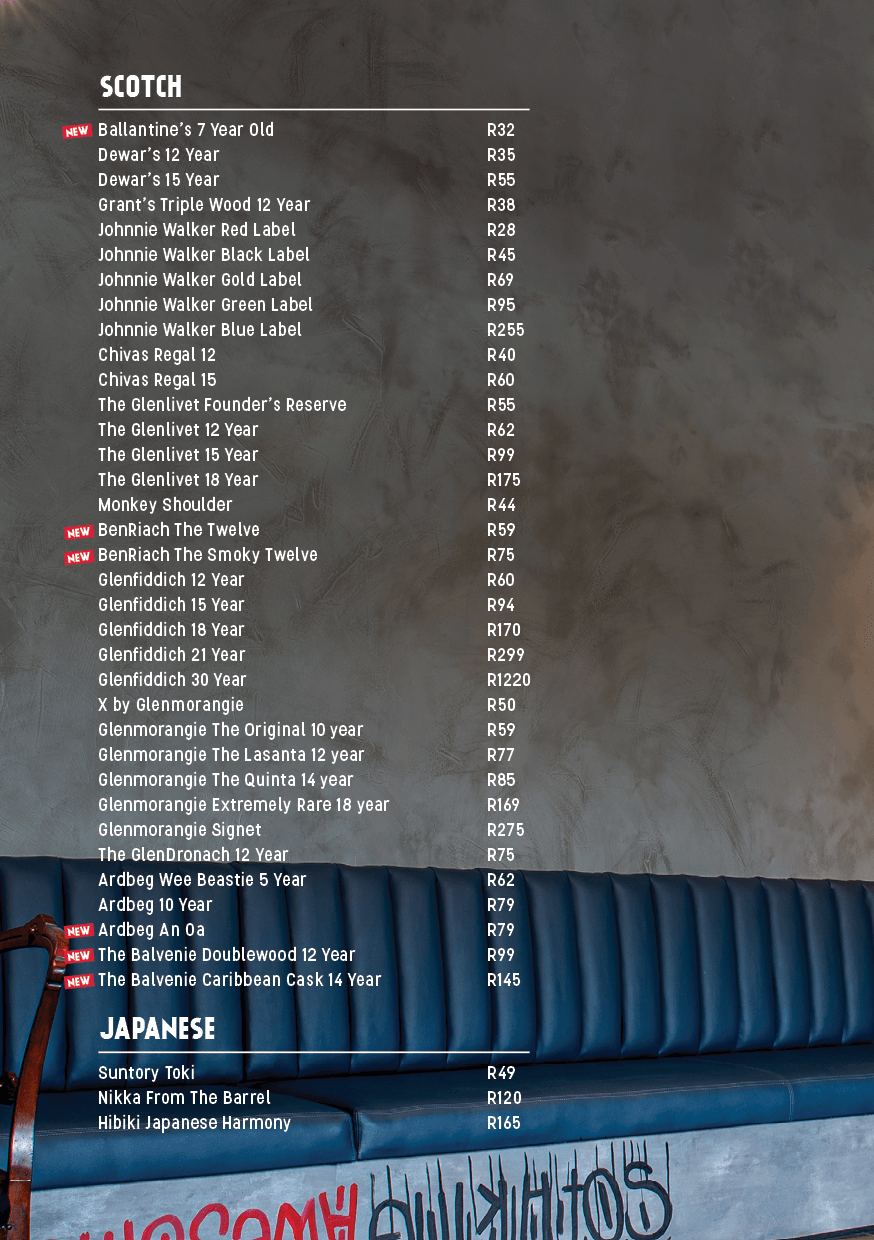 SCOTCH
NEW Ballantine's 7 Year Old R32
Dewar's 12 Year R35
Dewar's 15 Year R55
Grant's Triple Wood 12 Year R38
Johnnie Walker Red Label R28
Johnnie Walker Black Label R45
Johnnie Walker Gold Label R69
Johnnie Walker Green Label R95
Johnnie Walker Blue Label R255
Chivas Regal 12 R40
Chivas Regal 15 R60
The Glenlivet Founder's Reserve R55
The Glenlivet 12 Year R62
The Glenlivet 15 Year R99
The Glenlivet 18 Year R175
Monkey Shoulder R44
NEW BenRiach The Twelve R59
NEW BenRiach The Smoky Twelve R75
Glenfiddich 12 Year R60
Glenfiddich 15 Year R94
Glenfiddich 18 Year R170
Glenfiddich 21 Year R299
Glenfiddich 30 Year R1220
X by Glenmorangie R50
Glenmorangie The Original 10 year R59
Glenmorangie The Lasanta 12 year R77
Glenmorangie The Quinta 14 year R85
Glenmorangie Extremely Rare 18 year R169
Glenmorangie Signet R275
The GlenDronach 12 Year R75
Ardbeg Wee Beastie 5 Year R62
Ardbeg 10 Year R79
NEW Ardbeg An Oa R79
NEW The Balvenie Doublewood 12 Year R99
NEW The Balvenie Caribbean Cask 14 Year R145
JAPANESE
Suntory Toki R49
Nikka From The Barrel R120
Hibiki Japanese Harmony R165